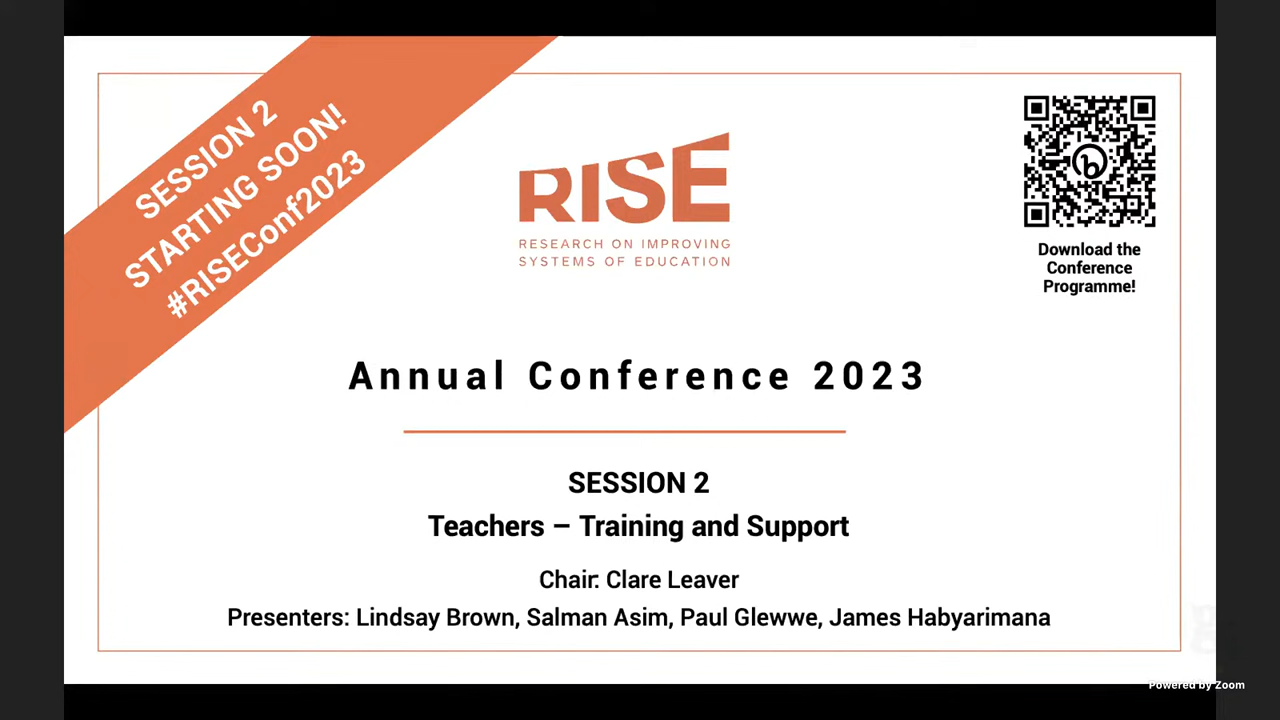 SESSION 2
STARTING SOON!
#RISEConf2023
RISE
RESEARCH ON IMPROVING
SYSTEMS OF EDUCATION
Download the
Conference
Programme!
Annual Conference 2023
SESSION 2
Teachers – Training and Support
Chair: Clare Leaver
Presenters: Lindsay Brown, Salman Asim, Paul Glewwe, James Habyarimana
Powered by Zoom